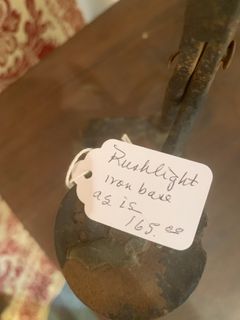 Rushlight
iron base
as is
165.00